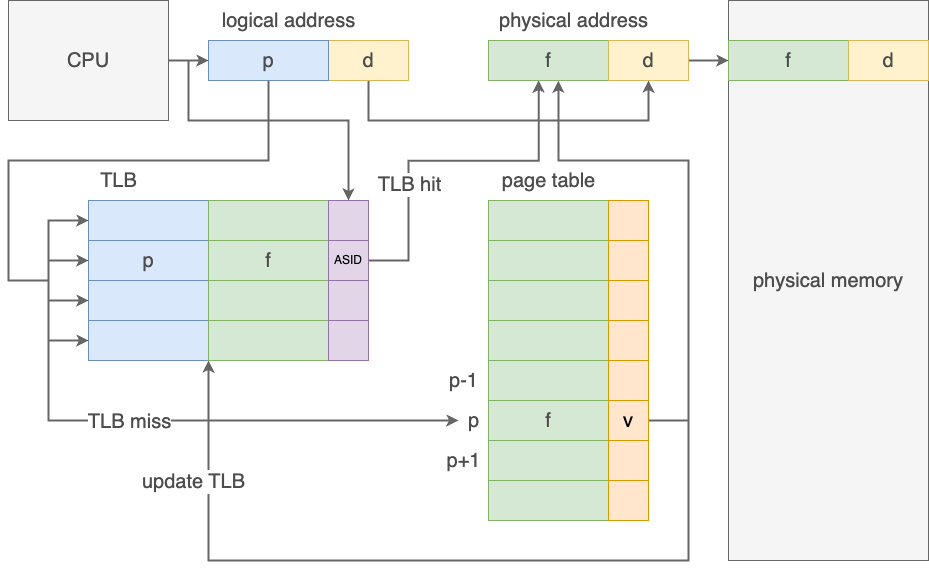 logical address
physical address
CPU
p
d
f
d
f
d
TLB
TLB hit
page table
p
f
ASID
physical memory
p-1
TLB miss
p
f
v
p+1
update TLB